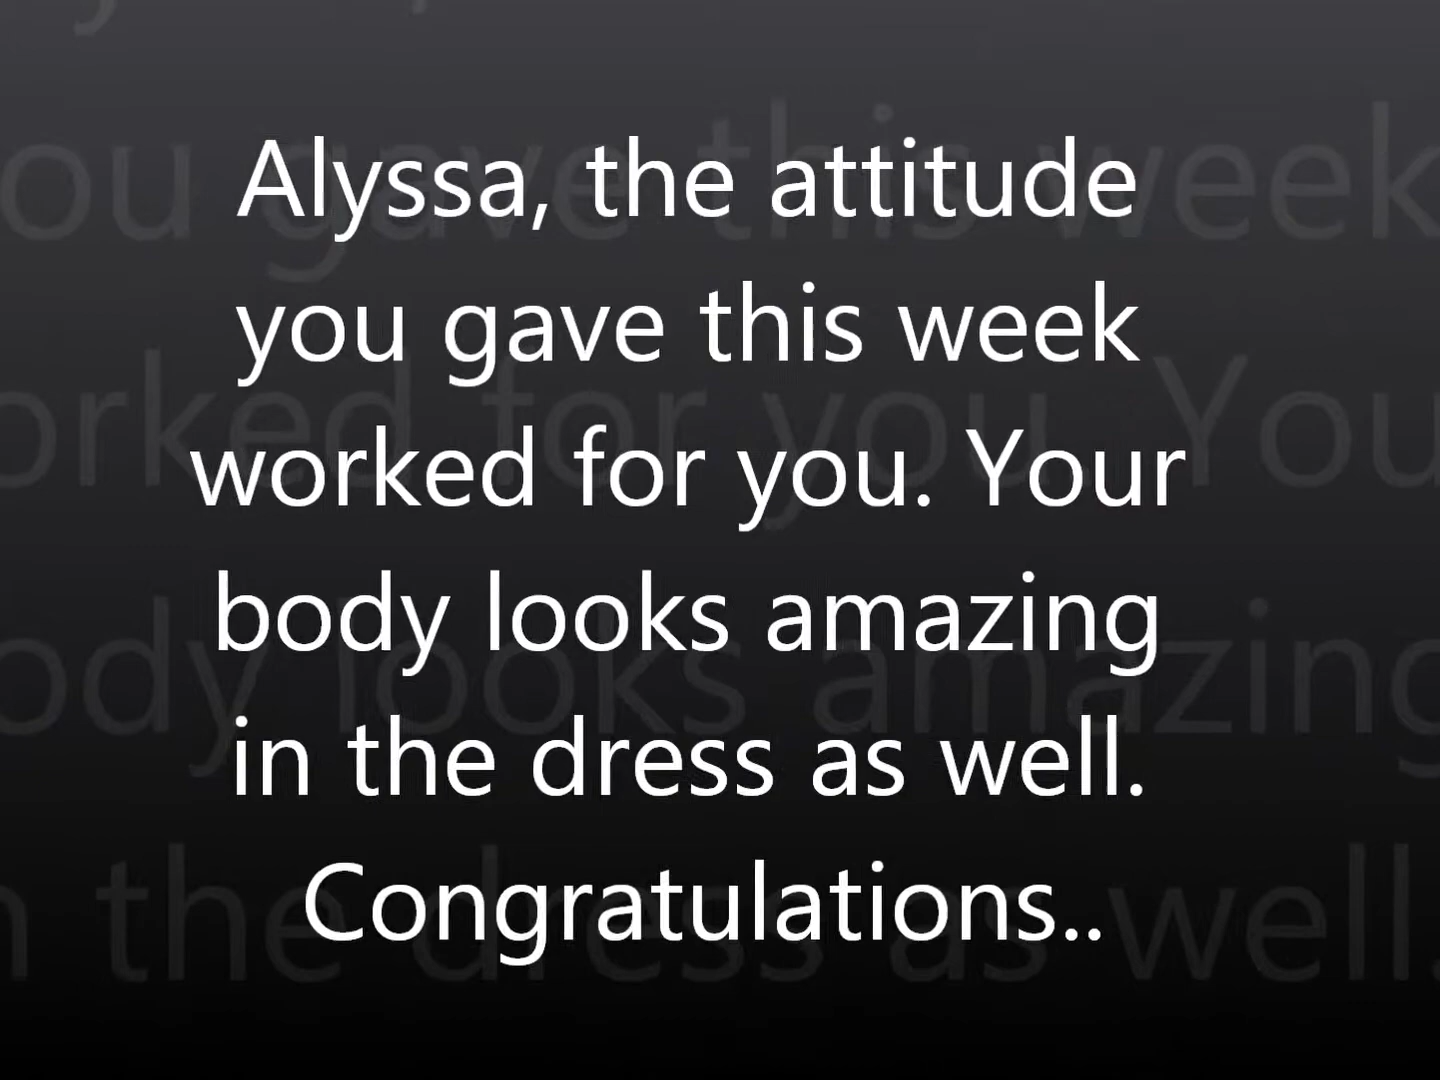 Alyssa, the attitude
you gave this week
worked for you. Your
body looks amazing
in the dress as well.
Congratulations..